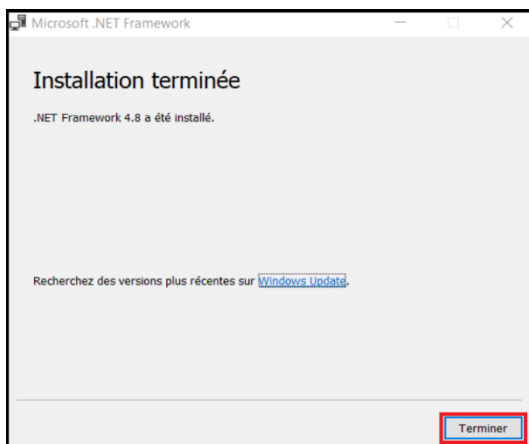 Microsoft .NET Framework
Installation terminée
.NET Framework 4.8 a été installé.
Recherchez des versions plus récentes sur Windows Update.
Terminer